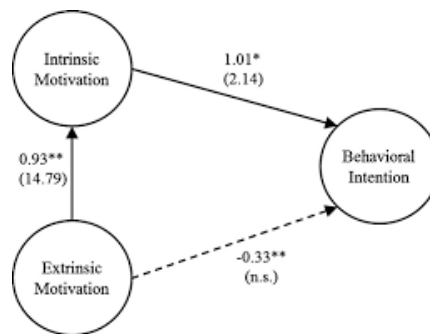 Intrinsic
Motivation
1.01*
(2.14)
0.93**
(14.79)
Behavioral
Intention
-0.33**
(n.s.)
Extrinsic
Motivation